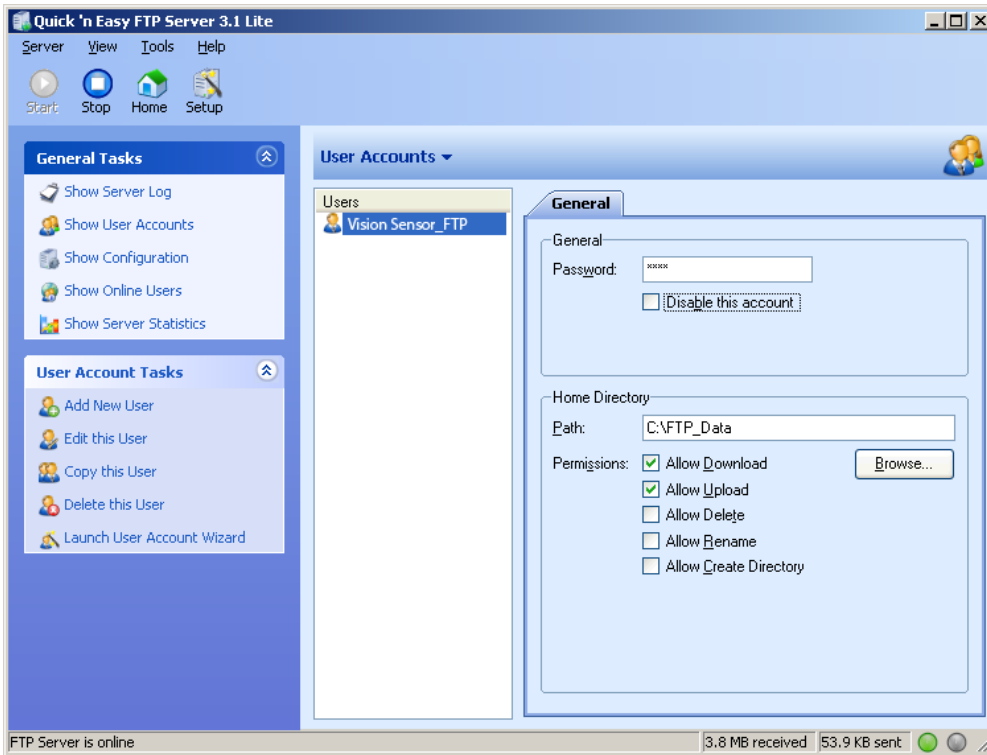 Quick 'n Easy FTP Server 3.1 Lite
Server View Tools Help
Start Stop Home Setup
General Tasks
Show Server Log
Show User Accounts
Show Configuration
Show Online Users
Show Server Statistics
User Account Tasks
Add New User
Edit this User
Copy this User
Delete this User
Launch User Account Wizard
User Accounts
Users
Vision Sensor_FTP
General
General
Password: ****
Disable this account
Home Directory
Path: C:\FTP_Data
Permissions: Allow Download Browse...
Allow Upload
Allow Delete
Allow Rename
Allow Create Directory
FTP Server is online 3.8 MB received 53.9 KB sent